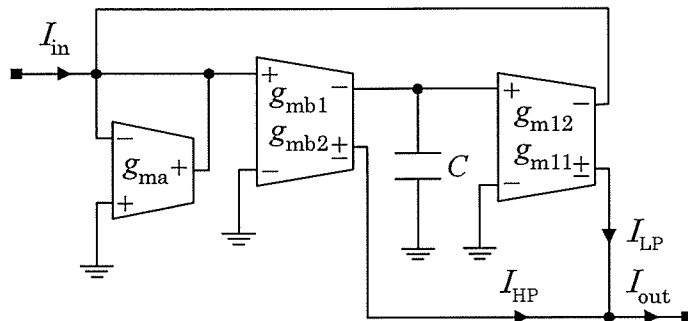 I_in
+
−
g_mb1
g_mb2
±
−
+
−
g_m12
g_m11
±
−
−
g_ma +
+
C
I_LP
I_HP
I_out